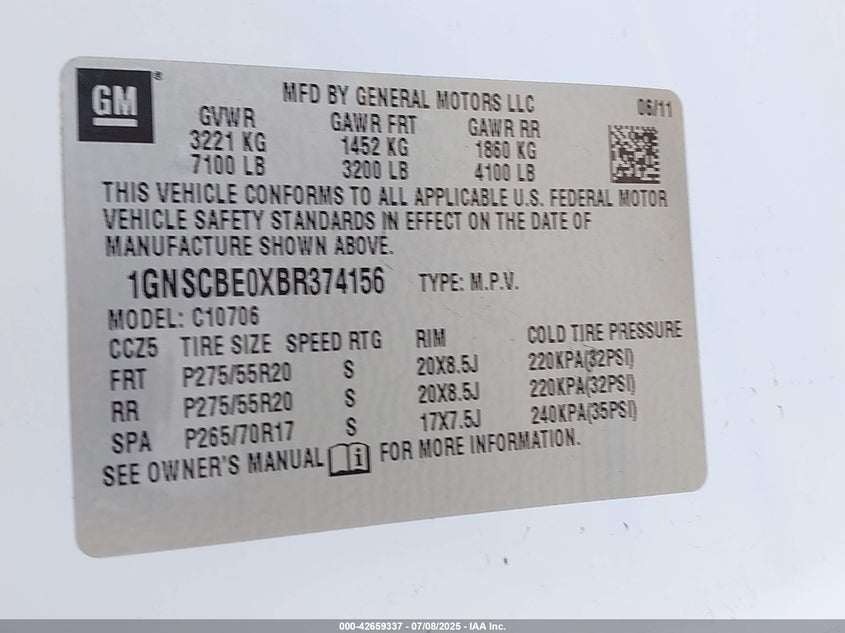 GM®
MFD BY GENERAL MOTORS LLC 06/11
GVWR GAWR FRT GAWR RR
3221 KG 1452 KG 1860 KG
7100 LB 3200 LB 4100 LB
THIS VEHICLE CONFORMS TO ALL APPLICABLE U.S. FEDERAL MOTOR
VEHICLE SAFETY STANDARDS IN EFFECT ON THE DATE OF
MANUFACTURE SHOWN ABOVE.
1GNSCBE0XBR374156 TYPE: M.P.V.
MODEL: C10706
CCZ5 TIRE SIZE SPEED RTG RIM COLD TIRE PRESSURE
FRT P275/55R20 S 20X8.5J 220KPA(32PSI)
RR P275/55R20 S 20X8.5J 220KPA(32PSI)
SPA P265/70R17 S 17X7.5J 240KPA(35PSI)
SEE OWNER'S MANUAL i FOR MORE INFORMATION.
000-42659337 - 07/08/2025 - IAA Inc.